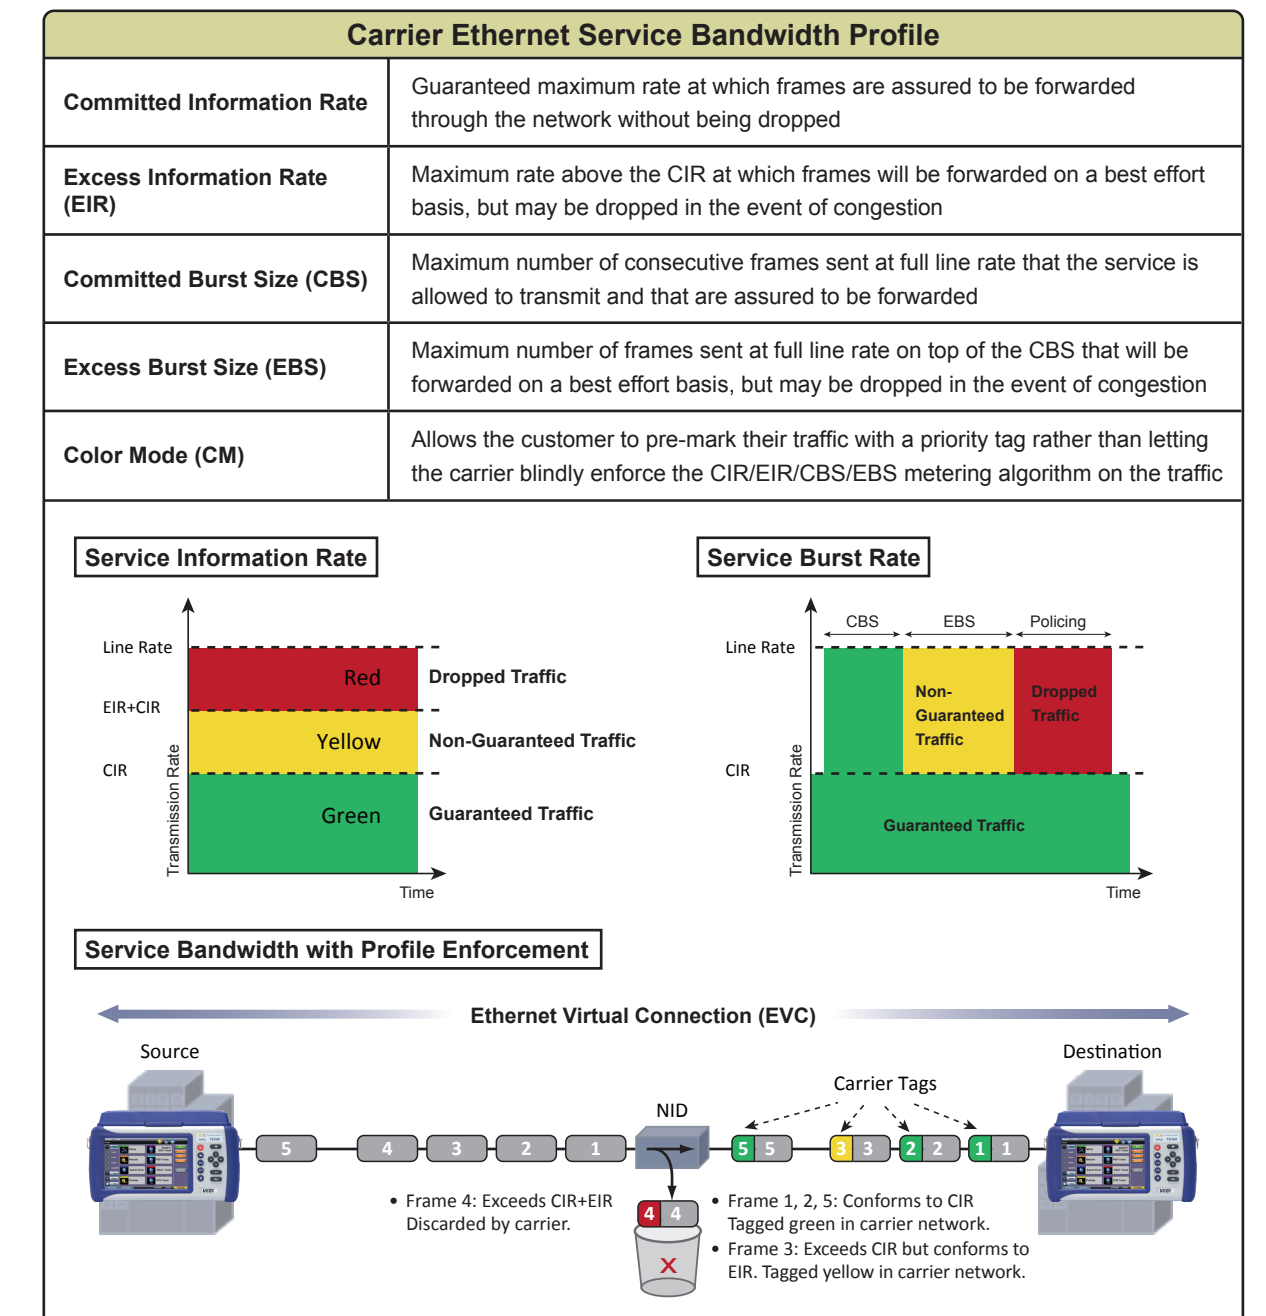 Carrier Ethernet Service Bandwidth Profile
Committed Information Rate
Guaranteed maximum rate at which frames are assured to be forwarded
through the network without being dropped
Excess Information Rate
(EIR)
Maximum rate above the CIR at which frames will be forwarded on a best effort
basis, but may be dropped in the event of congestion
Committed Burst Size (CBS)
Maximum number of consecutive frames sent at full line rate that the service is
allowed to transmit and that are assured to be forwarded
Excess Burst Size (EBS)
Maximum number of frames sent at full line rate on top of the CBS that will be
forwarded on a best effort basis, but may be dropped in the event of congestion
Color Mode (CM)
Allows the customer to pre-mark their traffic with a priority tag rather than letting
the carrier blindly enforce the CIR/EIR/CBS/EBS metering algorithm on the traffic
Service Information Rate
Line Rate
EIR+CIR
CIR
Transmission Rate
Red
Yellow
Green
Dropped Traffic
Non-Guaranteed Traffic
Guaranteed Traffic
Time
Service Burst Rate
CBS
EBS
Policing
Line Rate
CIR
Transmission Rate
Non-
Guaranteed
Traffic
Dropped
Traffic
Guaranteed Traffic
Time
Service Bandwidth with Profile Enforcement
Ethernet Virtual Connection (EVC)
Source
Destination
Carrier Tags
NID
5
4
3
2
1
5 5
3 3
2 2
1 1
4 4
X
• Frame 4: Exceeds CIR+EIR
Discarded by carrier.
• Frame 1, 2, 5: Conforms to CIR
Tagged green in carrier network.
• Frame 3: Exceeds CIR but conforms to
EIR. Tagged yellow in carrier network.